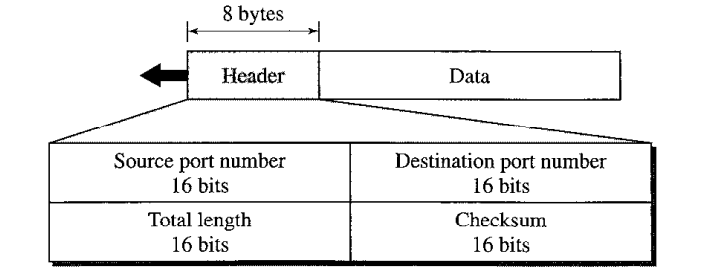 8 bytes
Header
Data
Source port number
16 bits
Destination port number
16 bits
Total length
16 bits
Checksum
16 bits